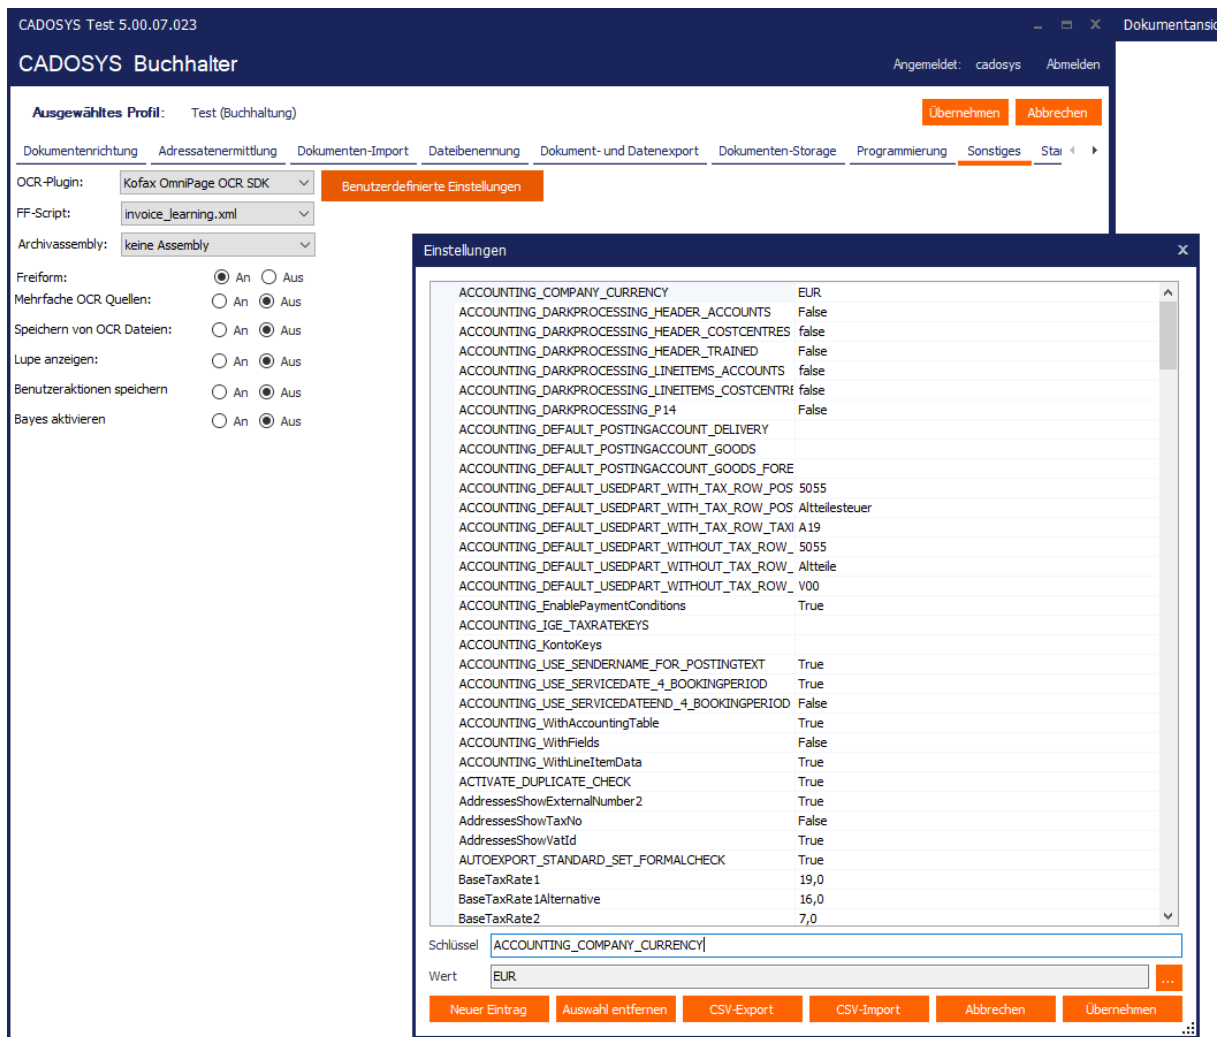 CADOSYS Test 5.00.07.023
Dokumentansic
CADOSYS Buchhalter
Angemeldet: cadosys Abmelden
Ausgewähltes Profil: Test (Buchhaltung)
Übernehmen Abbrechen
Dokumentenrichtung Adressatenermittlung Dokumenten-Import Dateibenennung Dokument- und Datenexport Dokumenten-Storage Programmierung Sonstiges Star
OCR-Plugin: Kofax OmniPage OCR SDK Benutzerdefinierte Einstellungen
FF-Script: invoice_learning.xml
Archivassembly: keine Assembly
Freiform: An Aus
Mehrfache OCR Quellen: An Aus
Speichern von OCR Dateien: An Aus
Lupe anzeigen: An Aus
Benutzeraktionen speichern An Aus
Bayes aktivieren An Aus
Einstellungen X
ACCOUNTING_COMPANY_CURRENCY EUR
ACCOUNTING_DARKPROCESSING_HEADER_ACCOUNTS False
ACCOUNTING_DARKPROCESSING_HEADER_COSTCENTRES false
ACCOUNTING_DARKPROCESSING_HEADER_TRAINED False
ACCOUNTING_DARKPROCESSING_LINEITEMS_ACCOUNTS false
ACCOUNTING_DARKPROCESSING_LINEITEMS_COSTCENTRE false
ACCOUNTING_DARKPROCESSING_P14 False
ACCOUNTING_DEFAULT_POSTINGACCOUNT_DELIVERY
ACCOUNTING_DEFAULT_POSTINGACCOUNT_GOODS
ACCOUNTING_DEFAULT_POSTINGACCOUNT_GOODS_FORE
ACCOUNTING_DEFAULT_USEDPART_WITH_TAX_ROW_POS 5055
ACCOUNTING_DEFAULT_USEDPART_WITH_TAX_ROW_POS Altteilesteuer
ACCOUNTING_DEFAULT_USEDPART_WITH_TAX_ROW_TAXI A19
ACCOUNTING_DEFAULT_USEDPART_WITHOUT_TAX_ROW_ 5055
ACCOUNTING_DEFAULT_USEDPART_WITHOUT_TAX_ROW_ Altteile
ACCOUNTING_DEFAULT_USEDPART_WITHOUT_TAX_ROW_ V00
ACCOUNTING_EnablePaymentConditions True
ACCOUNTING_IGE_TAXRATEKEYS
ACCOUNTING_KontoKeys
ACCOUNTING_USE_SENDERNAME_FOR_POSTINGTEXT True
ACCOUNTING_USE_SERVICEDATE_4_BOOKINGPERIOD True
ACCOUNTING_USE_SERVICEDATEEND_4_BOOKINGPERIOD False
ACCOUNTING_WithAccountingTable True
ACCOUNTING_WithFields False
ACCOUNTING_WithLineItemData True
ACTIVATE_DUPLICATE_CHECK True
AddressesShowExternalNumber2 True
AddressesShowTaxNo False
AddressesShowVatId True
AUTOEXPORT_STANDARD_SET_FORMALCHECK True
BaseTaxRate1 19,0
BaseTaxRate1Alternative 16,0
BaseTaxRate2 7,0
Schlüssel ACCOUNTING_COMPANY_CURRENCY
Wert EUR ...
Neuer Eintrag Auswahl entfernen CSV-Export CSV-Import Abbrechen Übernehmen